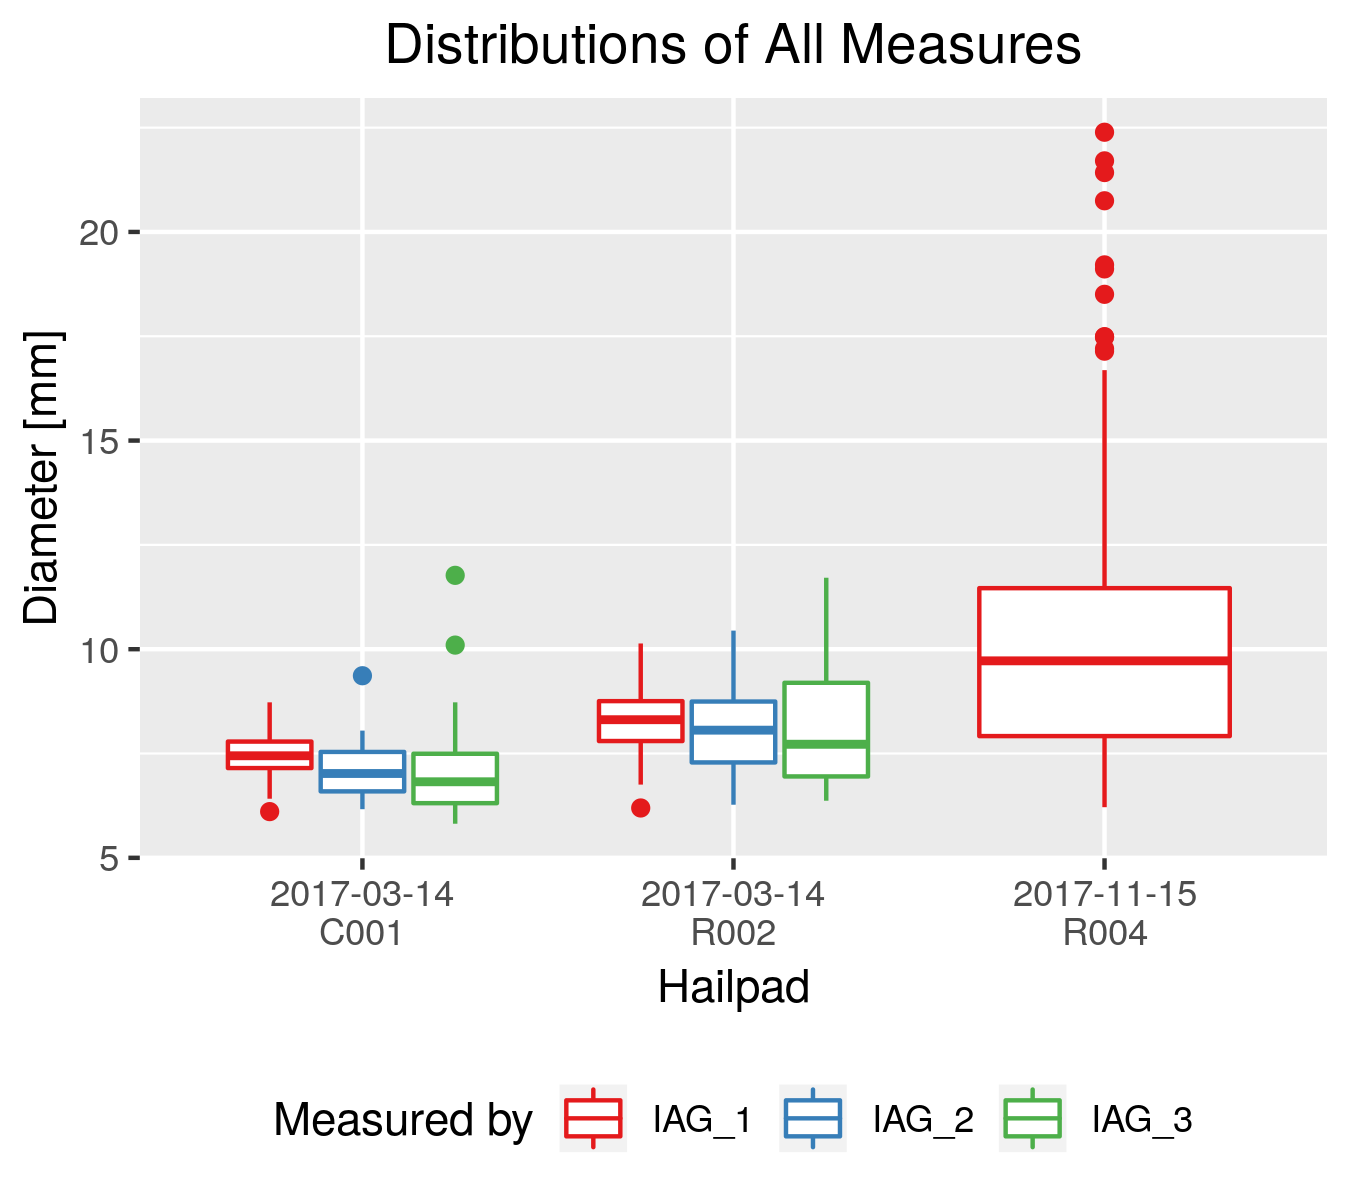 Distributions of All Measures
Diameter [mm]
20
15
10
5
2017-03-14 2017-03-14 2017-11-15
C001 R002 R004
Hailpad
Measured by IAG_1 IAG_2 IAG_3